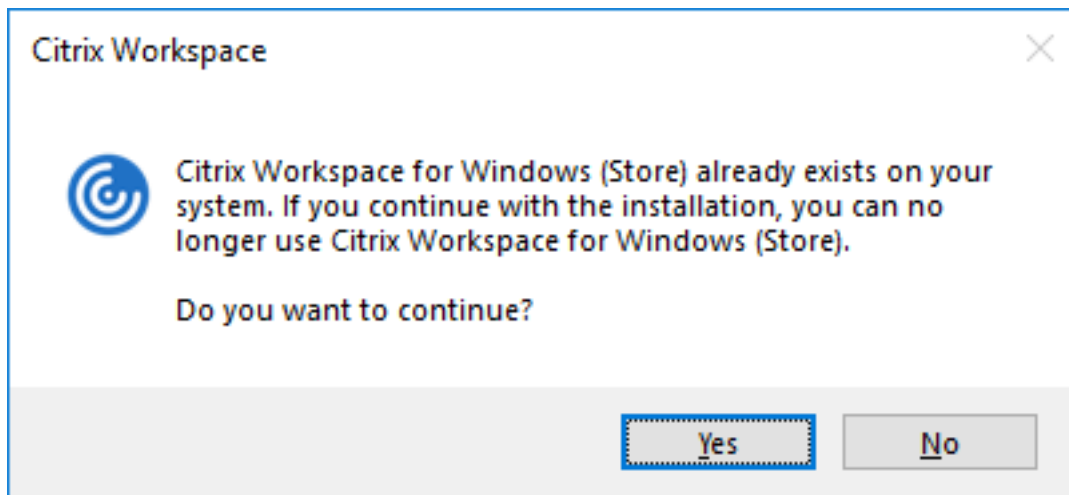 Citrix Workspace
Citrix Workspace for Windows (Store) already exists on your
system. If you continue with the installation, you can no
longer use Citrix Workspace for Windows (Store).
Do you want to continue?
Yes
No